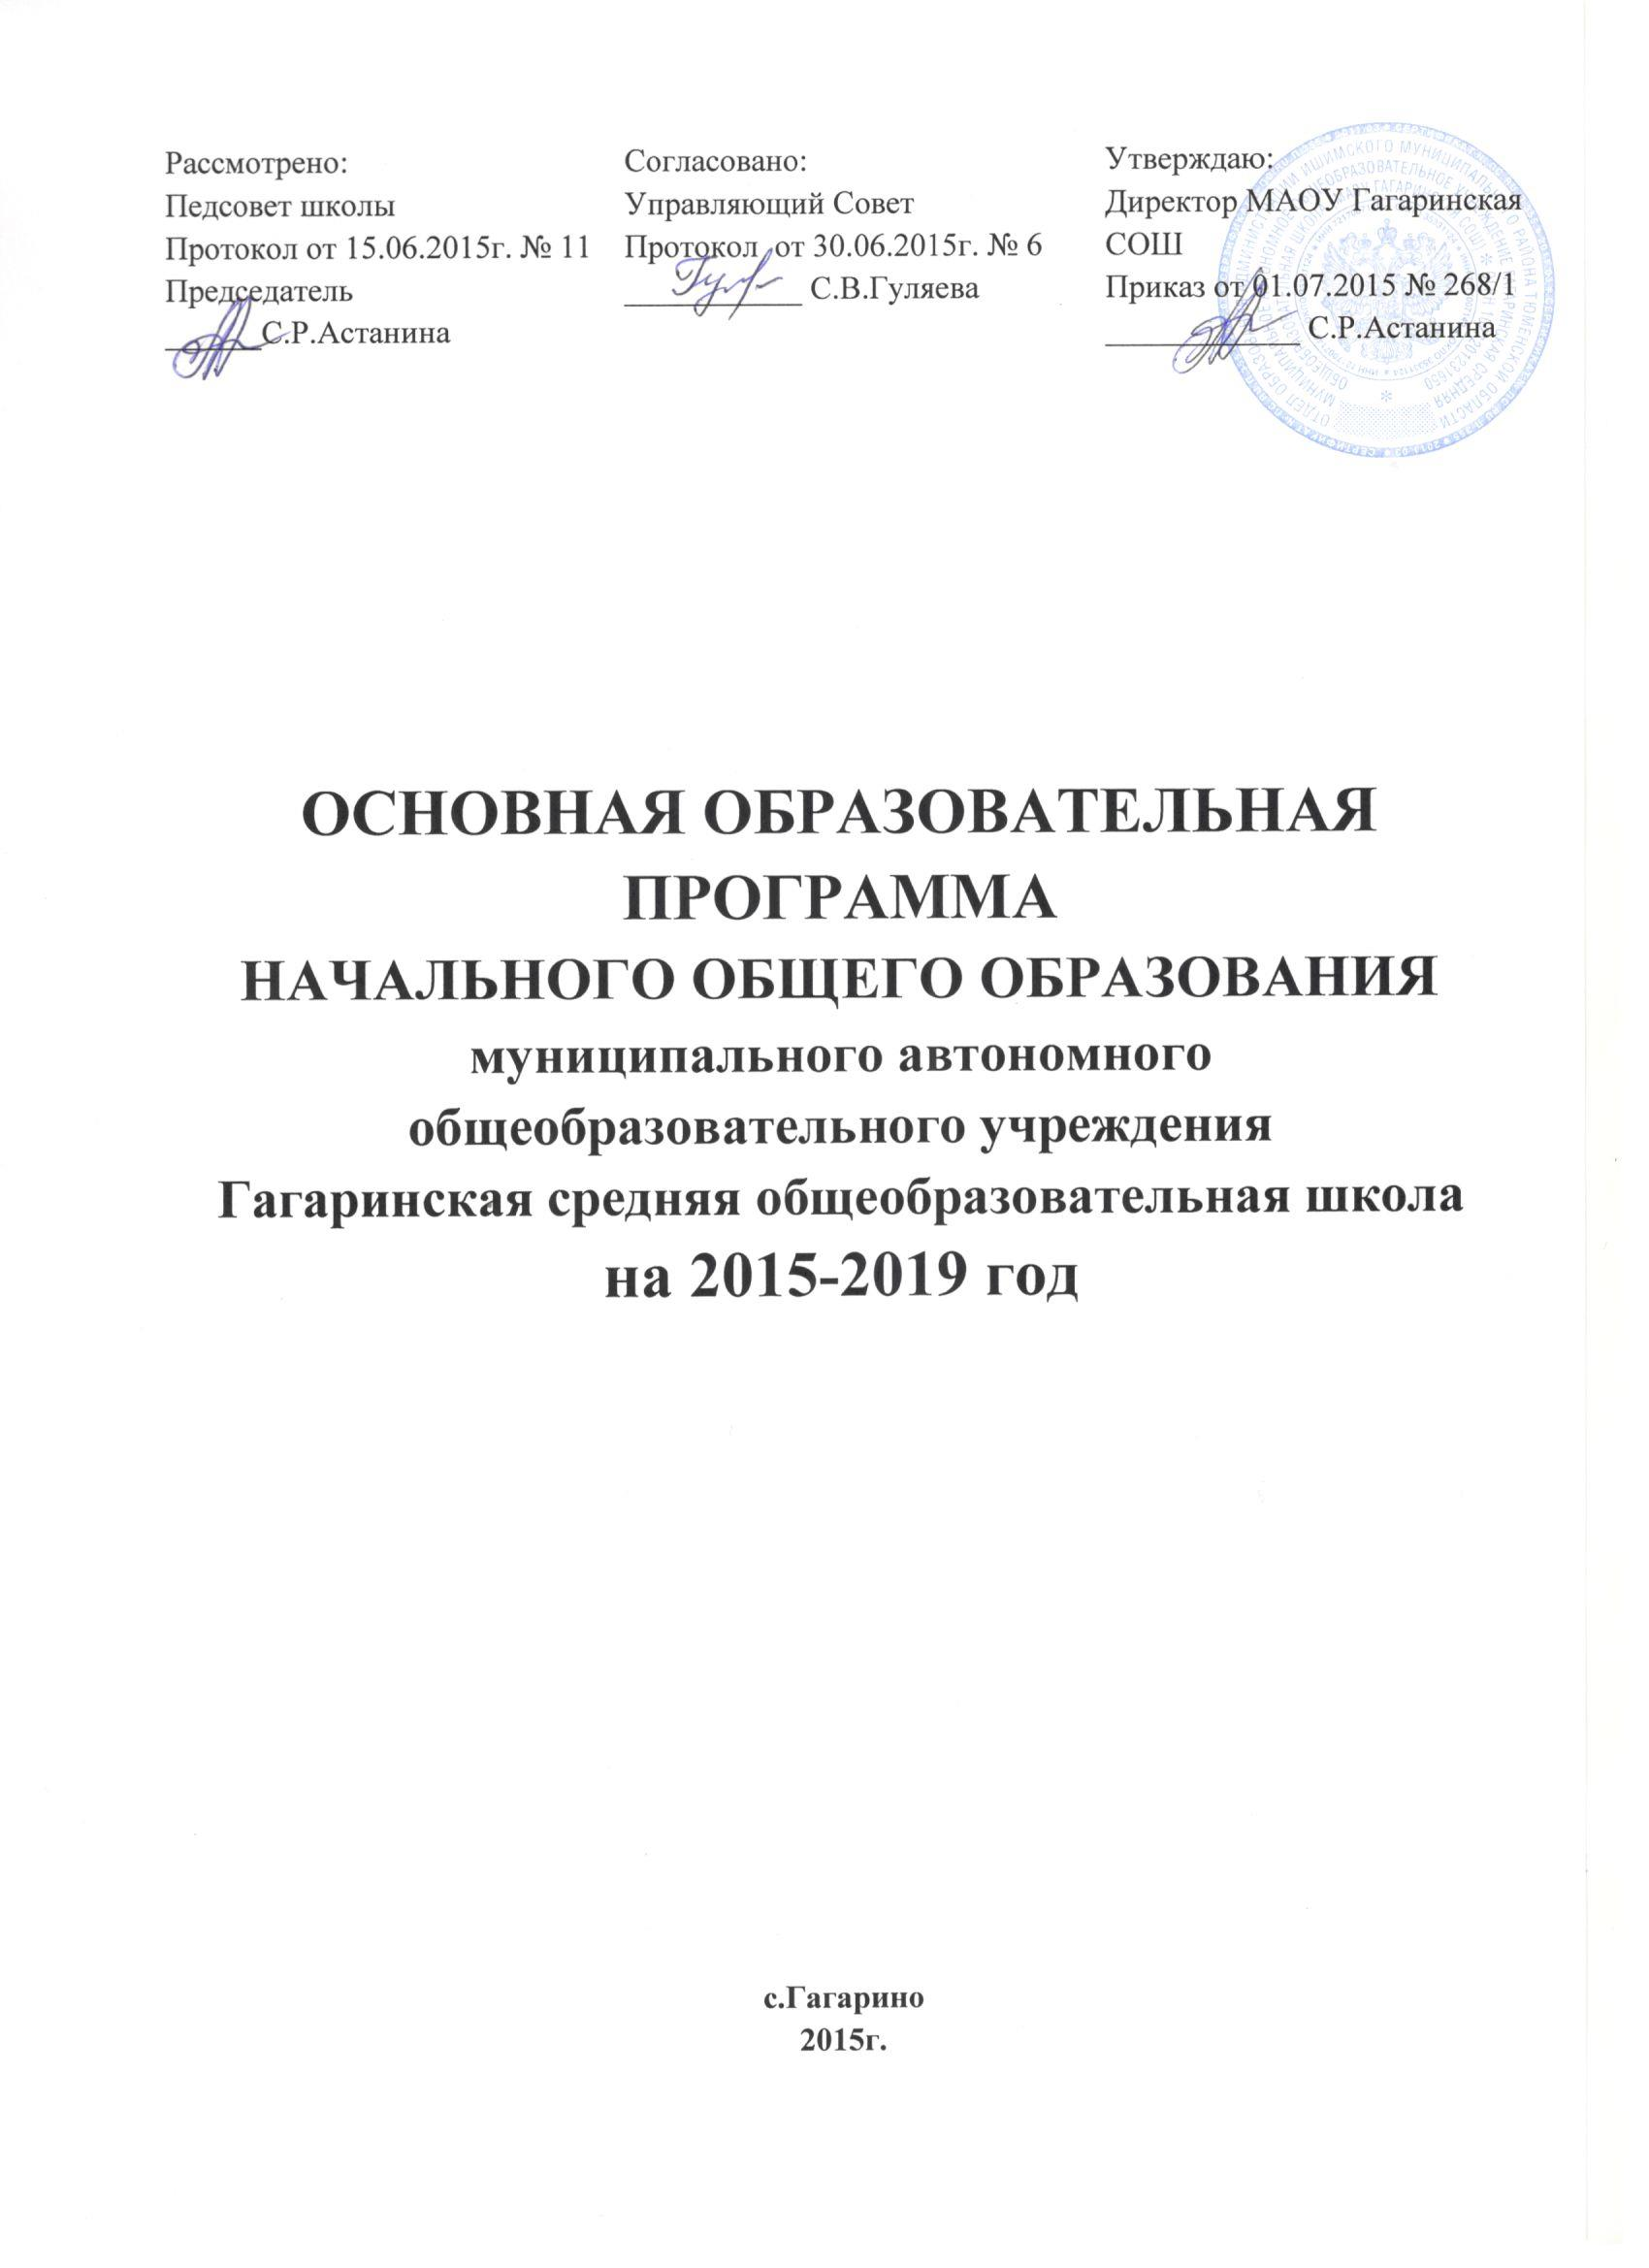 Рассмотрено:
Педсовет школы
Протокол от 15.06.2015г. № 11
Председатель
______С.Р.Астанина
Согласовано:
Управляющий Совет
Протокол от 30.06.2015г. № 6
___________ С.В.Гуляева
Утверждаю:
Директор МАОУ Гагаринская
СОШ
Приказ от 01.07.2015 № 268/1
____________ С.Р.Астанина
ОСНОВНАЯ ОБРАЗОВАТЕЛЬНАЯ
ПРОГРАММА
НАЧАЛЬНОГО ОБЩЕГО ОБРАЗОВАНИЯ
муниципального автономного
общеобразовательного учреждения
Гагаринская средняя общеобразовательная школа
на 2015-2019 год
с.Гагарино
2015г.